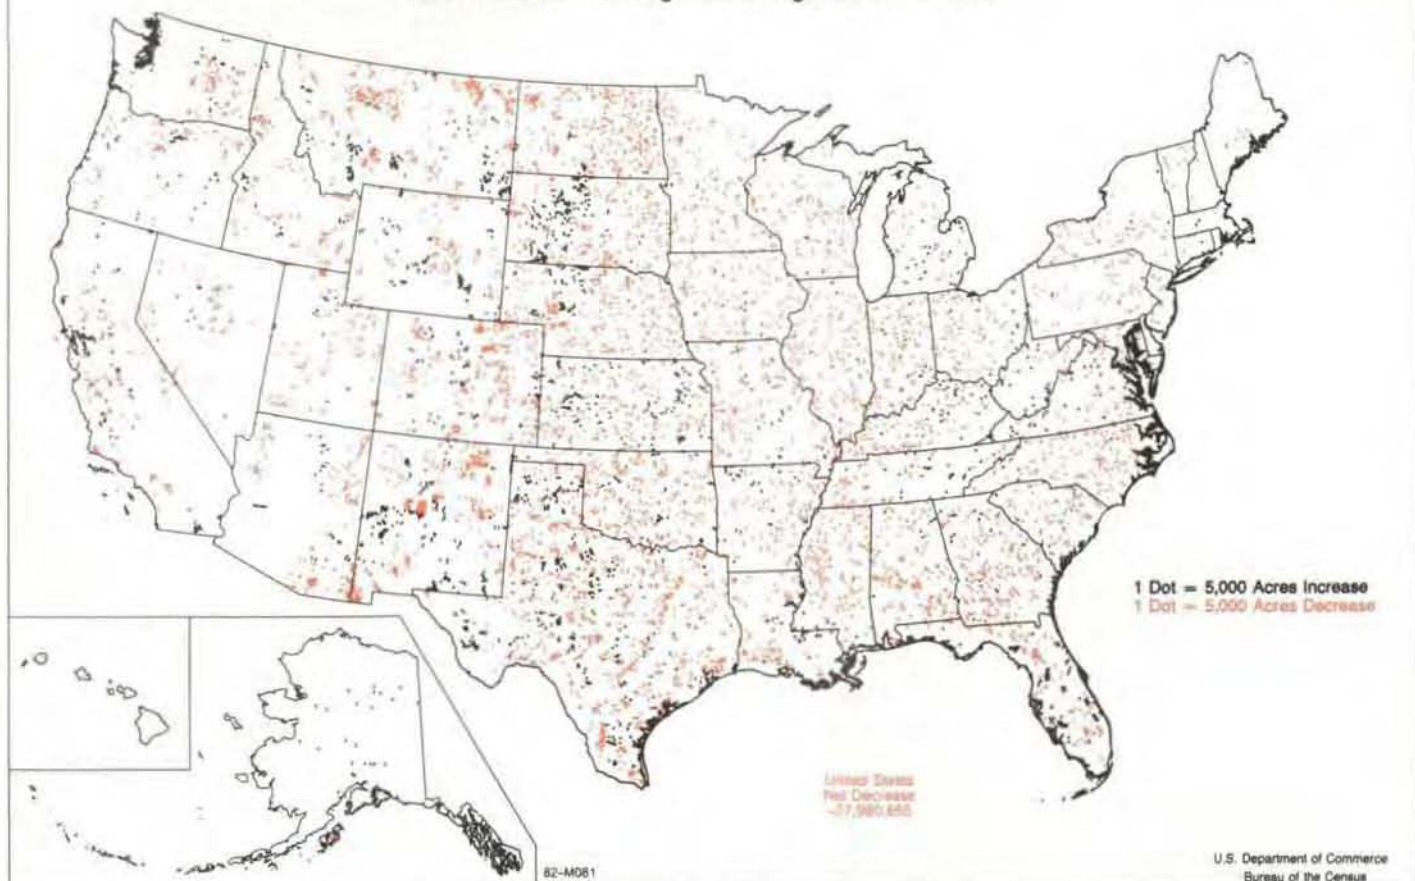 1 Dot = 5,000 Acres Increase
1 Dot = 5,000 Acres Decrease
United States
Net Decrease
82-M081
U.S. Department of Commerce
Bureau of the Census